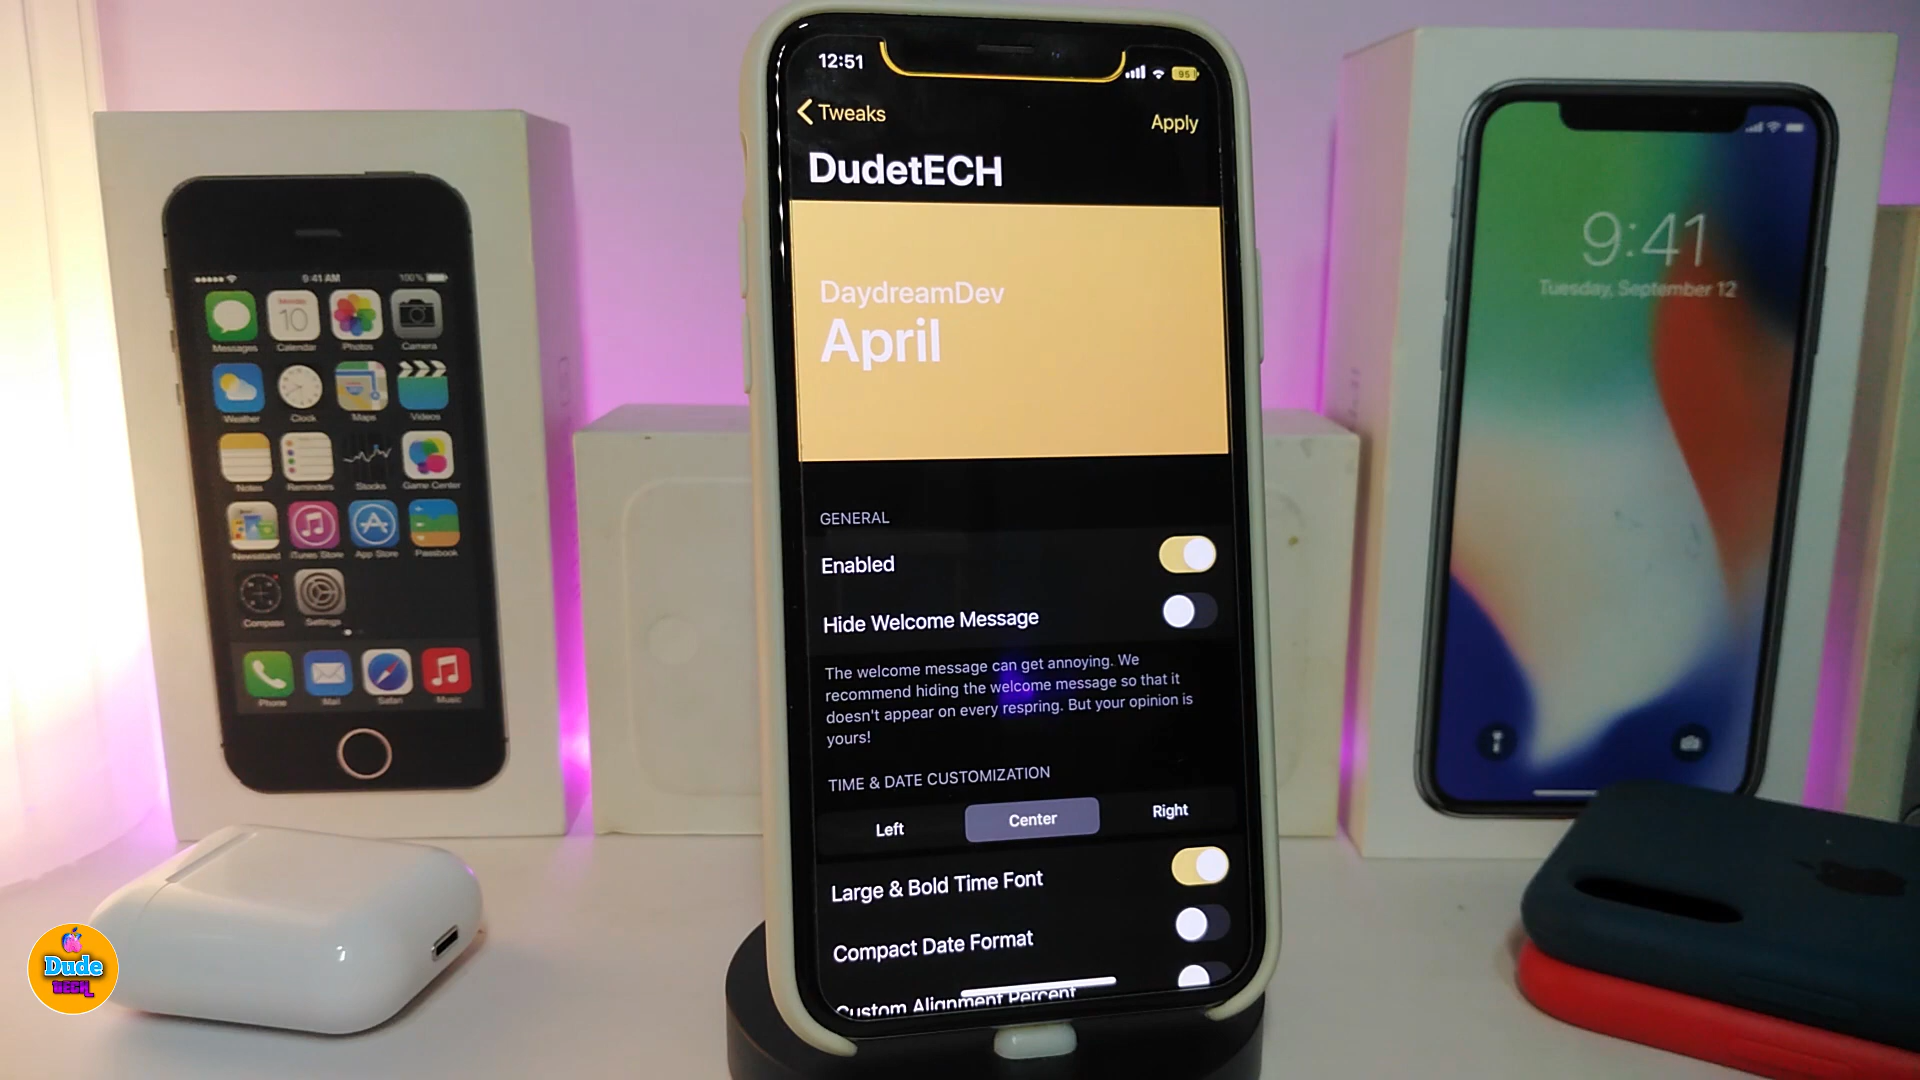 12:51
95
Tweaks
Apply
DudetECH
DaydreamDev
April
GENERAL
Enabled
Hide Welcome Message
The welcome message can get annoying. We
recommend hiding the welcome message so that it
doesn't appear on every respring. But your opinion is
yours!
TIME & DATE CUSTOMIZATION
Left Center Right
Large & Bold Time Font
Compact Date Format
Custom Alignment Percent
9:41 AM 100%
Monday
10
Messages Calendar Photos Camera
Weather Clock Maps Videos
Notes Reminders Stocks Game Center
Newsstand iTunes Store App Store Passbook
Compass Settings
Phone Mail Safari Music
9:41
Tuesday, September 12
Dude
TECH